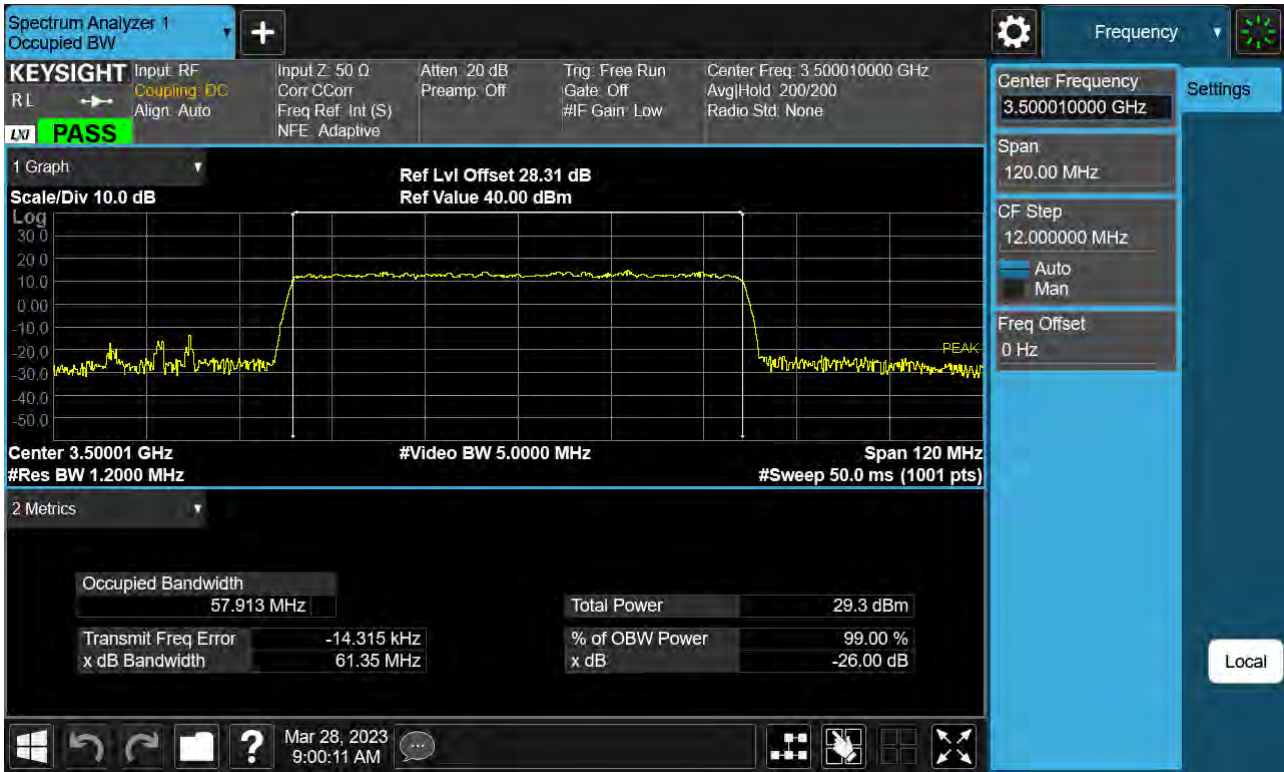 Spectrum Analyzer 1
Occupied BW
Frequency
KEYSIGHT
RL
LXI
PASS
Input: RF
Coupling: DC
Align: Auto
Input Z: 50 Ω
Corr CCorr
Freq Ref: Int (S)
NFE: Adaptive
Atten: 20 dB
Preamp: Off
Trig: Free Run
Gate: Off
#IF Gain: Low
Center Freq: 3.500010000 GHz
Avg|Hold: 200/200
Radio Std: None
Center Frequency
3.500010000 GHz
Settings
Span
120.00 MHz
CF Step
12.000000 MHz
Auto
Man
Freq Offset
0 Hz
1 Graph
Ref Lvl Offset 28.31 dB
Scale/Div 10.0 dB
Ref Value 40.00 dBm
Log
30.0
20.0
10.0
0.00
-10.0
-20.0
-30.0
-40.0
-50.0
PEAK
Center 3.50001 GHz
#Video BW 5.0000 MHz
Span 120 MHz
#Res BW 1.2000 MHz
#Sweep 50.0 ms (1001 pts)
2 Metrics
Occupied Bandwidth
57.913 MHz
Total Power 29.3 dBm
Transmit Freq Error -14.315 kHz
% of OBW Power 99.00 %
x dB Bandwidth 61.35 MHz
x dB -26.00 dB
Local
?
Mar 28, 2023
9:00:11 AM